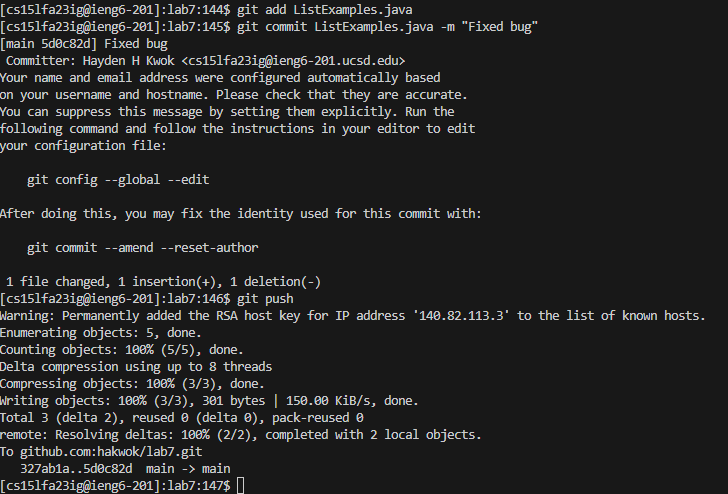 [cs15lfa23ig@ieng6-201]:lab7:144$ git add ListExamples.java
[cs15lfa23ig@ieng6-201]:lab7:145$ git commit ListExamples.java -m "Fixed bug"
[main 5d0c82d] Fixed bug
 Committer: Hayden H Kwok <cs15lfa23ig@ieng6-201.ucsd.edu>
Your name and email address were configured automatically based
on your username and hostname. Please check that they are accurate.
You can suppress this message by setting them explicitly. Run the
following command and follow the instructions in your editor to edit
your configuration file:

    git config --global --edit

After doing this, you may fix the identity used for this commit with:

    git commit --amend --reset-author

 1 file changed, 1 insertion(+), 1 deletion(-)
[cs15lfa23ig@ieng6-201]:lab7:146$ git push
Warning: Permanently added the RSA host key for IP address '140.82.113.3' to the list of known hosts.
Enumerating objects: 5, done.
Counting objects: 100% (5/5), done.
Delta compression using up to 8 threads
Compressing objects: 100% (3/3), done.
Writing objects: 100% (3/3), 301 bytes | 150.00 KiB/s, done.
Total 3 (delta 2), reused 0 (delta 0), pack-reused 0
remote: Resolving deltas: 100% (2/2), completed with 2 local objects.
To github.com:hakwok/lab7.git
   327ab1a..5d0c82d  main -> main
[cs15lfa23ig@ieng6-201]:lab7:147$